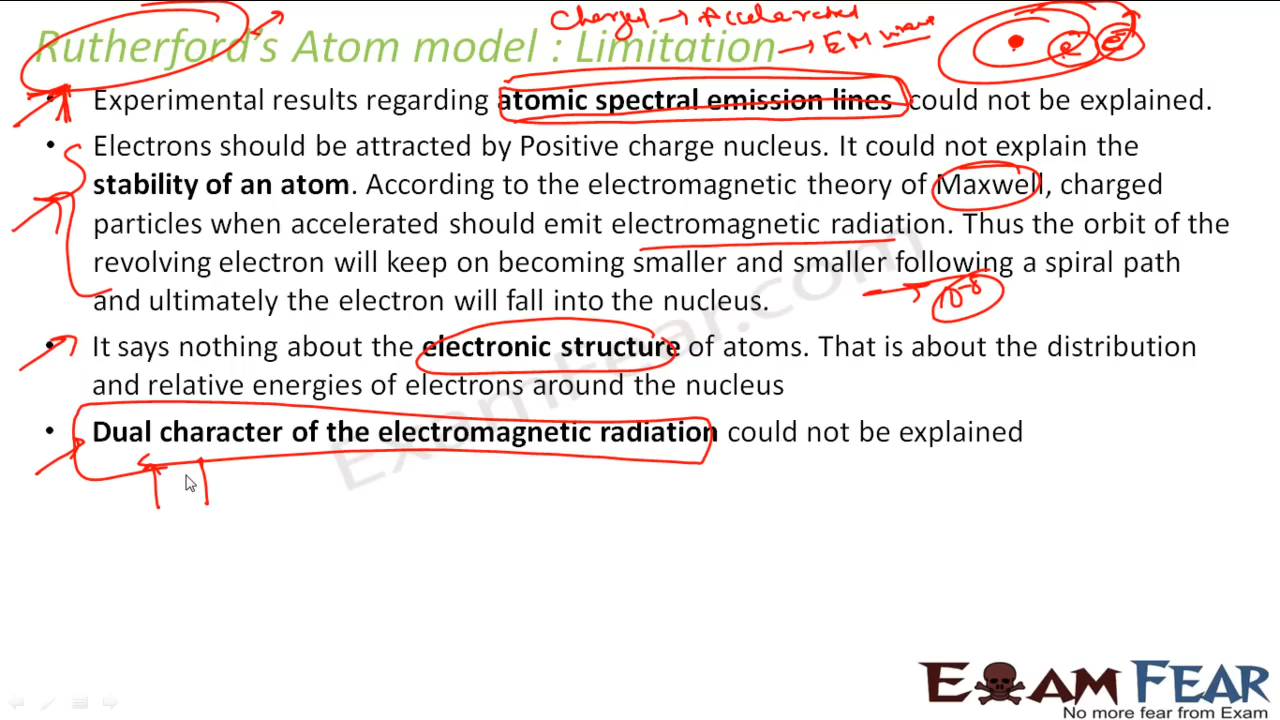 Charged → Accelerated
Rutherford's Atom model : Limitation → EM wave
e⁻ e⁻
• Experimental results regarding atomic spectral emission lines could not be explained.
• Electrons should be attracted by Positive charge nucleus. It could not explain the
stability of an atom. According to the electromagnetic theory of Maxwell, charged
particles when accelerated should emit electromagnetic radiation. Thus the orbit of the
revolving electron will keep on becoming smaller and smaller following a spiral path
and ultimately the electron will fall into the nucleus.
10⁻⁸
• It says nothing about the electronic structure of atoms. That is about the distribution
and relative energies of electrons around the nucleus
• Dual character of the electromagnetic radiation could not be explained
ExamFear.com)
EXAM FEAR
No more fear from Exam